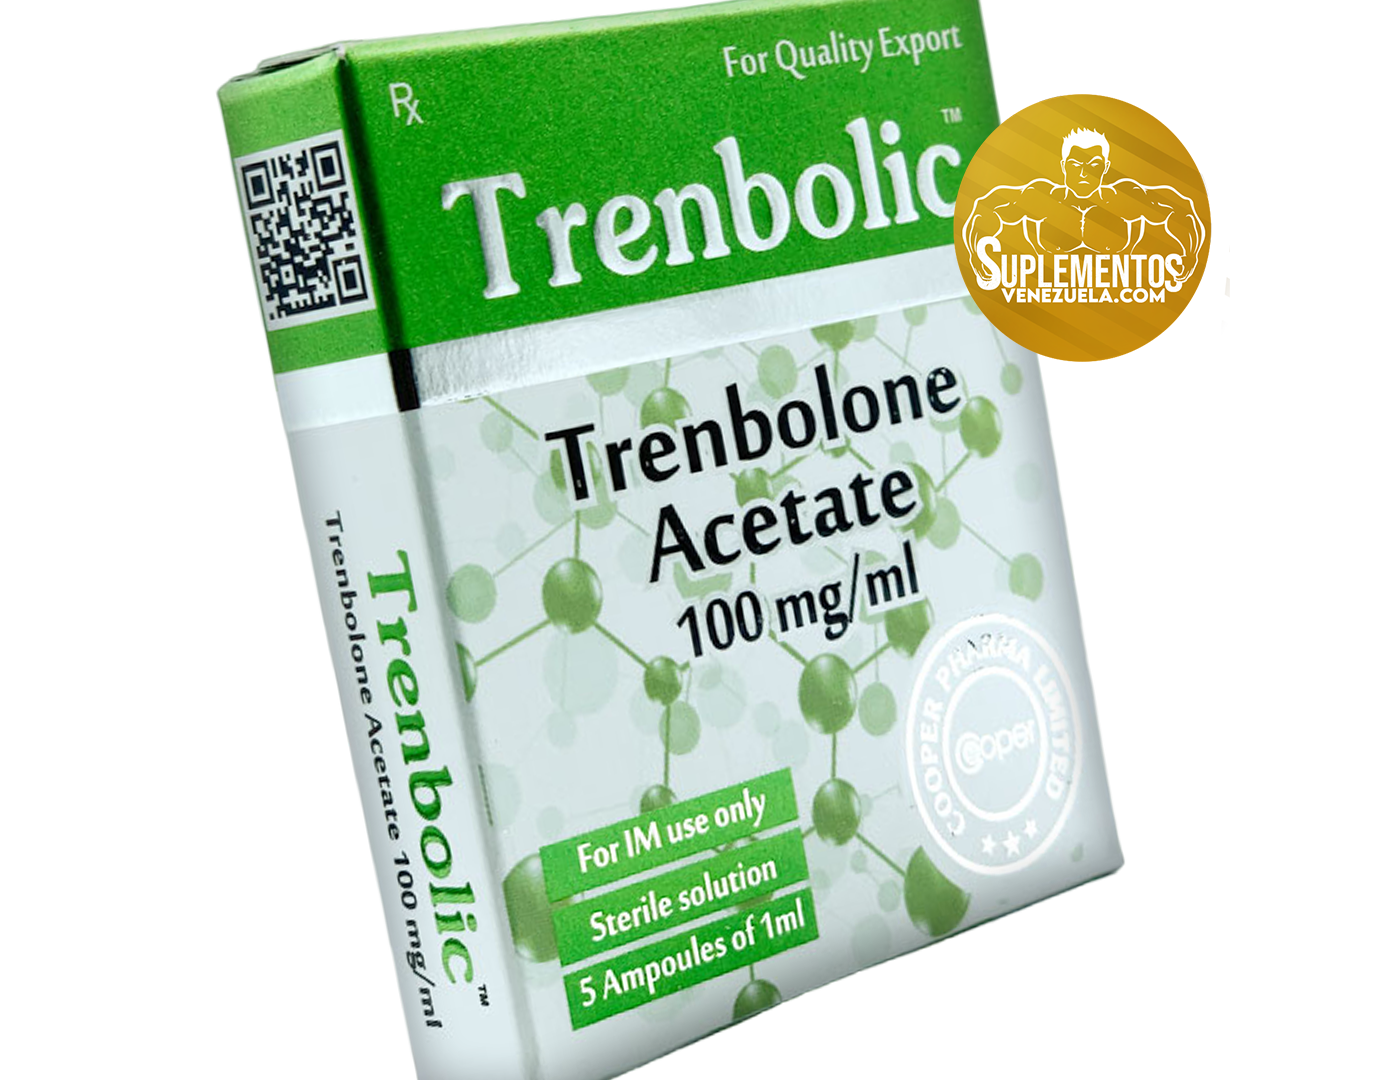 For Quality Export
Rx
Trenbolic™
Trenbolone
Acetate
100 mg/ml
For IM use only
Sterile solution
5 Ampoules of 1ml
COOPER PHARMA LIMITED
Cooper
Trenbolic™
Trenbolone Acetate 100 mg/ml
SUPLEMENTOS
VENEZUELA.COM